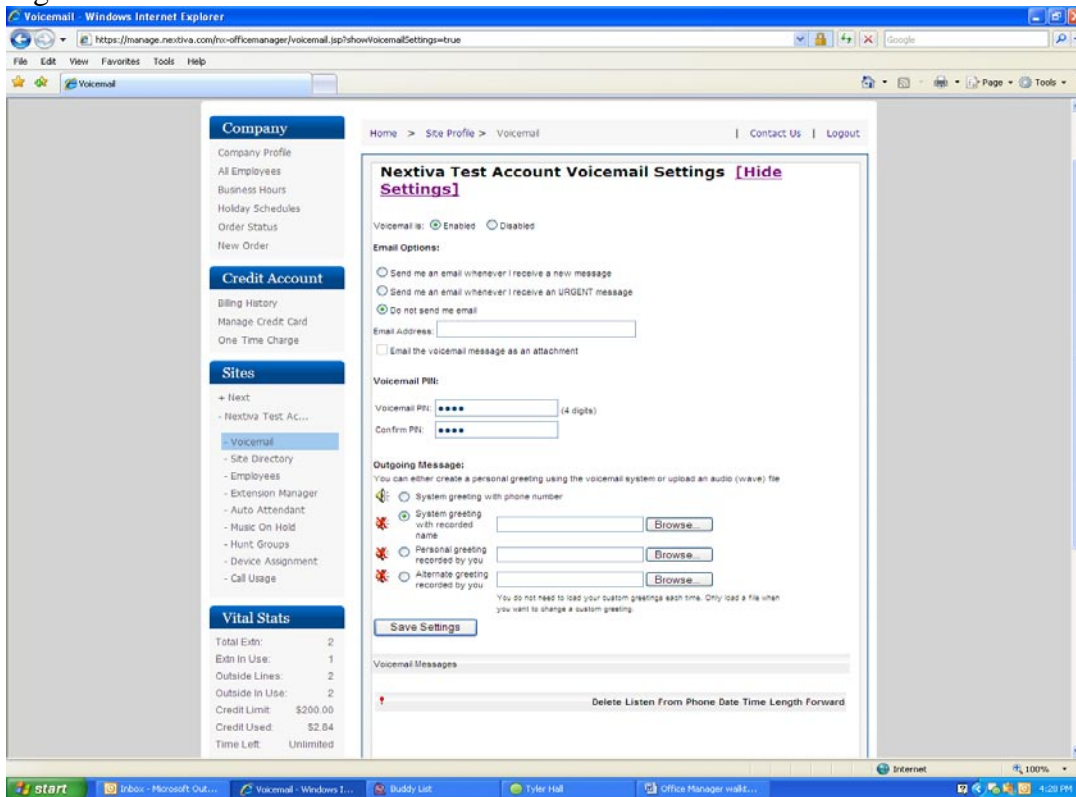 Voicemail - Windows Internet Explorer
https://manage.nextiva.com/nx-officemanager/voicemail.jsp?showVoicemailSettings=true
Google
File Edit View Favorites Tools Help
Voicemail
Page Tools
Company
Company Profile
All Employees
Business Hours
Holiday Schedules
Order Status
New Order
Credit Account
Billing History
Manage Credit Card
One Time Charge
Sites
+ Next
- Nextiva Test Ac...
- Voicemail
- Site Directory
- Employees
- Extension Manager
- Auto Attendant
- Music On Hold
- Hunt Groups
- Device Assignment
- Call Usage
Vital Stats
Total Extn: 2
Extn In Use: 1
Outside Lines: 2
Outside In Use: 2
Credit Limit: $200.00
Credit Used: $2.84
Time Left: Unlimited
Home > Site Profile > Voicemail | Contact Us | Logout
Nextiva Test Account Voicemail Settings [Hide
Settings]
Voicemail is: Enabled Disabled
Email Options:
Send me an email whenever I receive a new message
Send me an email whenever I receive an URGENT message
Do not send me email
Email Address:
Email the voicemail message as an attachment
Voicemail PIN:
Voicemail PIN: •••• (4 digits)
Confirm PIN: ••••
Outgoing Message:
You can either create a personal greeting using the voicemail system or upload an audio (wave) file
System greeting with phone number
System greeting
with recorded
name
Browse...
Personal greeting
recorded by you
Browse...
Alternate greeting
recorded by you
Browse...
You do not need to load your custom greetings each time. Only load a file when
you want to change a custom greeting.
Save Settings
Voicemail Messages
Delete Listen From Phone Date Time Length Forward
Internet 100%
start Inbox - Microsoft Out... Voicemail - Windows I... Buddy List Tyler Hall Office Manager walkt... 4:20 PM